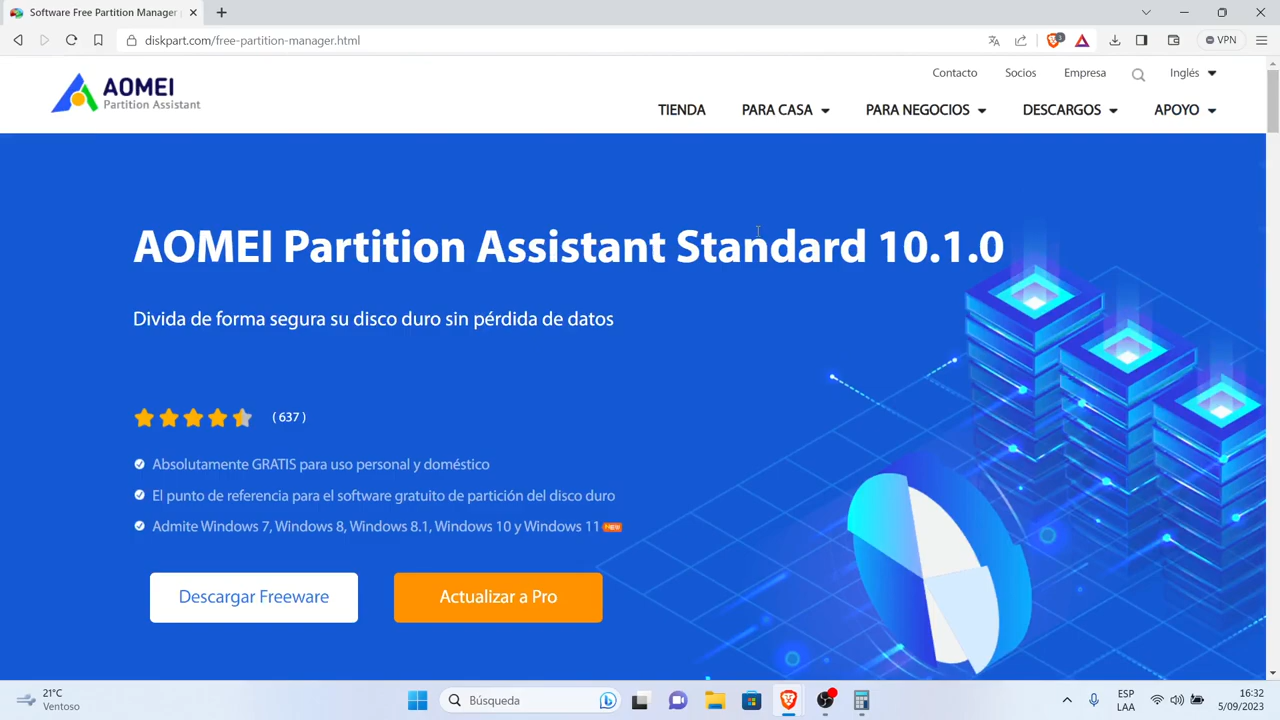 Software Free Partition Manager
diskpart.com/free-partition-manager.html
3
VPN
AOMEI
Partition Assistant
Contacto
Socios
Empresa
Inglés
TIENDA
PARA CASA
PARA NEGOCIOS
DESCARGOS
APOYO
AOMEI Partition Assistant Standard 10.1.0
Divida de forma segura su disco duro sin pérdida de datos
( 637 )
Absolutamente GRATIS para uso personal y doméstico
El punto de referencia para el software gratuito de partición del disco duro
Admite Windows 7, Windows 8, Windows 8.1, Windows 10 y Windows 11 NEW
Descargar Freeware
Actualizar a Pro
21°C
Ventoso
Búsqueda
ESP
LAA
16:32
5/09/2023